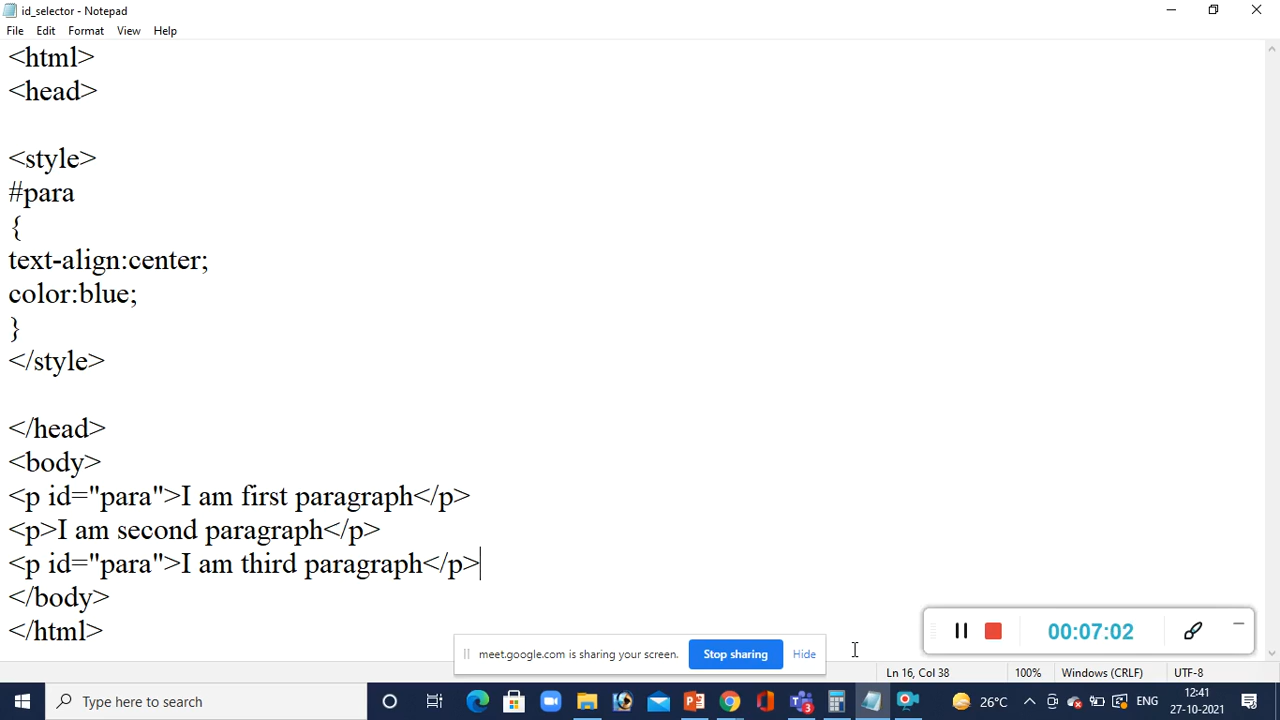 id_selector - Notepad
File Edit Format View Help
<html>
<head>
<style>
#para
{
text-align:center;
color:blue;
}
</style>
</head>
<body>
<p id="para">I am first paragraph</p>
<p>I am second paragraph</p>
<p id="para">I am third paragraph</p>
</body>
</html>
00:07:02
meet.google.com is sharing your screen. Stop sharing Hide
Ln 16, Col 38 100% Windows (CRLF) UTF-8
Type here to search 3 26°C ENG 12:41
27-10-2021